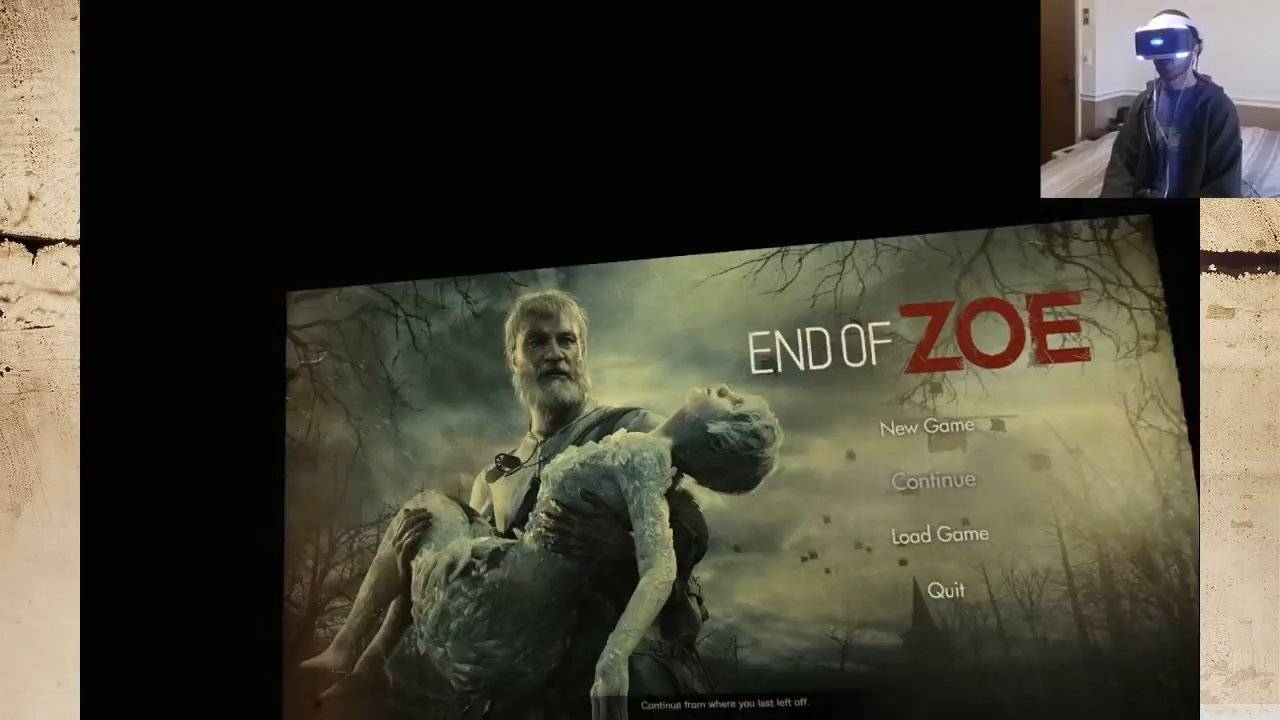 END OF ZOE
New Game
Continue
Load Game
Quit
Continue from where you last left off.